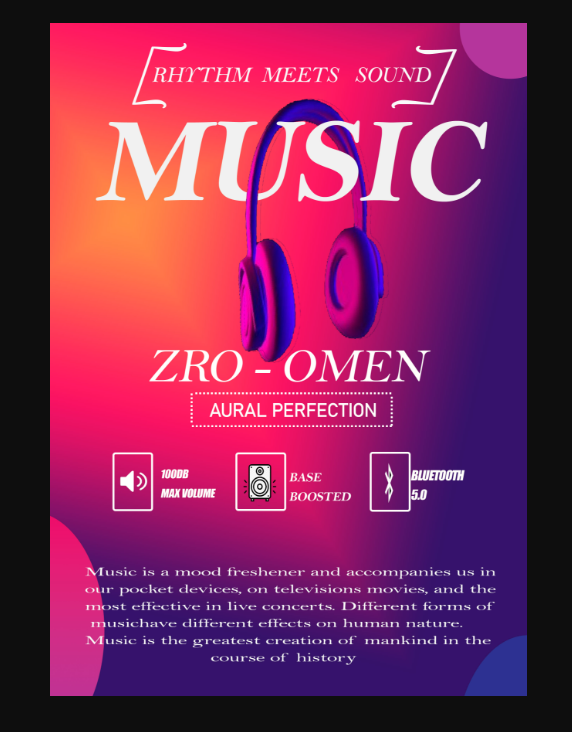 RHYTHM MEETS SOUND
MUSIC
ZRO - OMEN
AURAL PERFECTION
100DB
MAX VOLUME
BASE
BOOSTED
BLUETOOTH
5.0
Music is a mood freshener and accompanies us in
our pocket devices, on televisions movies, and the
most effective in live concerts. Different forms of
musichave different effects on human nature.
Music is the greatest creation of mankind in the
course of history